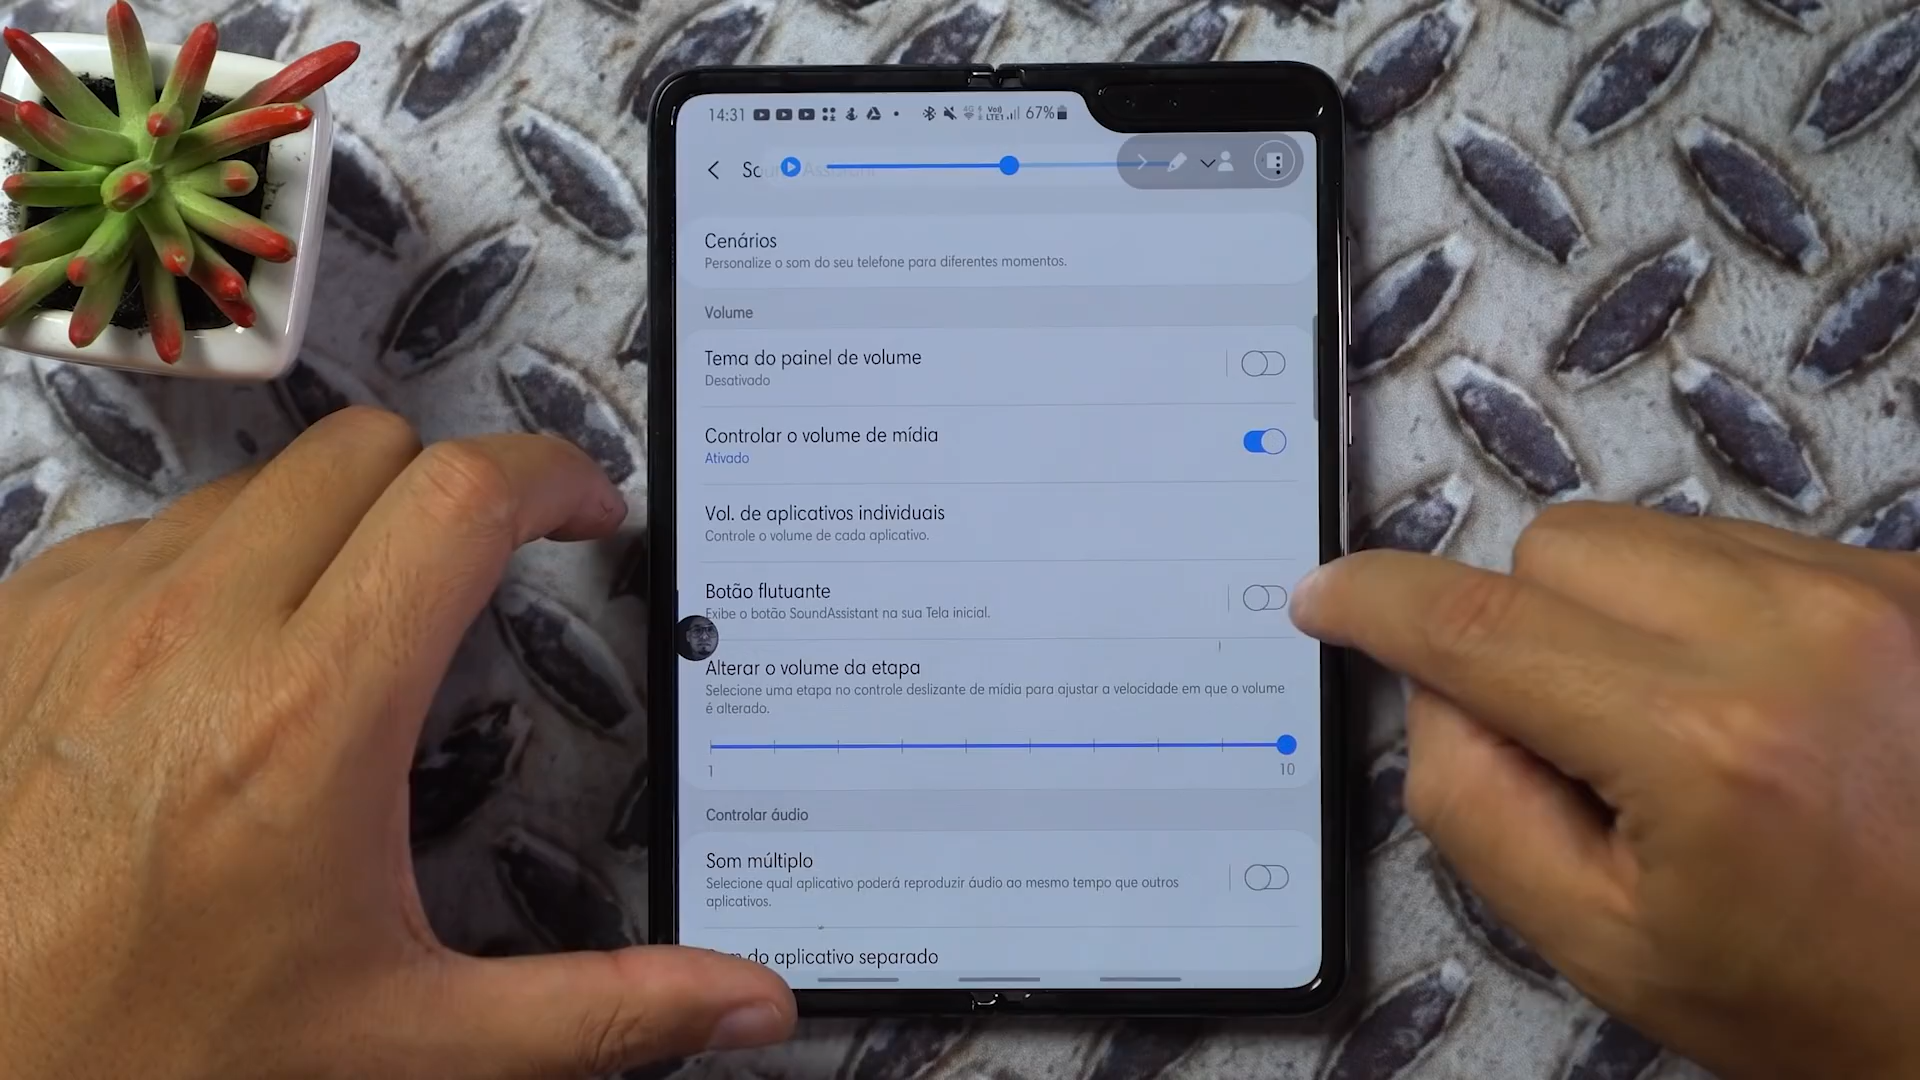 14:31 4G Vo) LTE1 67%
SoundAssistant
Cenários
Personalize o som do seu telefone para diferentes momentos.
Volume
Tema do painel de volume
Desativado
Controlar o volume de mídia
Ativado
Vol. de aplicativos individuais
Controle o volume de cada aplicativo.
Botão flutuante
Exibe o botão SoundAssistant na sua Tela inicial.
Alterar o volume da etapa
Selecione uma etapa no controle deslizante de mídia para ajustar a velocidade em que o volume
é alterado.
1 10
Controlar áudio
Som múltiplo
Selecione qual aplicativo poderá reproduzir áudio ao mesmo tempo que outros
aplicativos.
do aplicativo separado